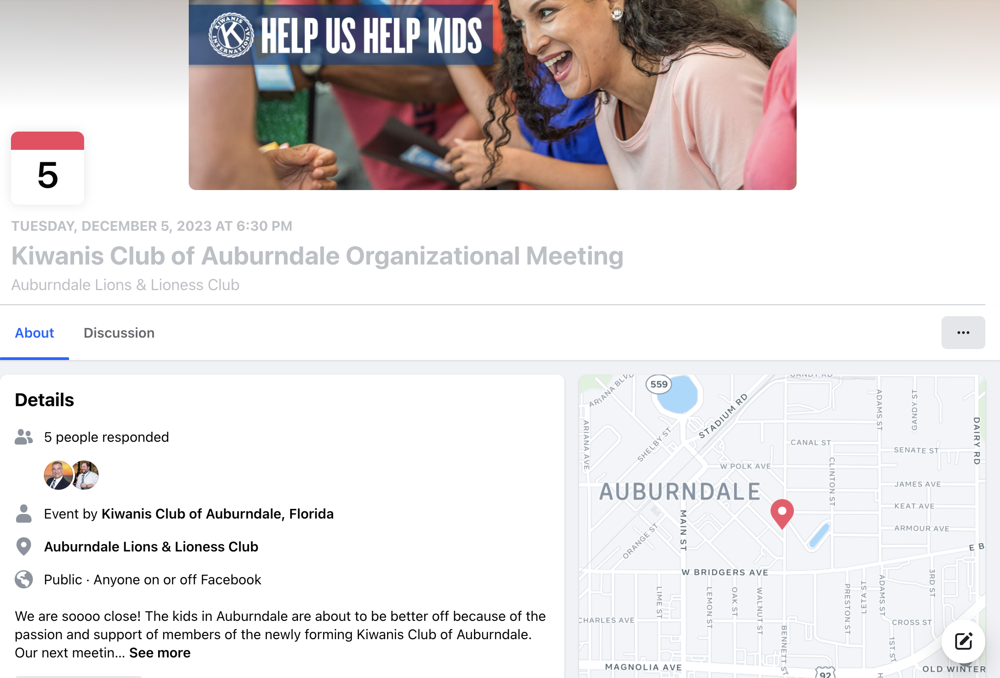 KIWANIS INTERNATIONAL
K
HELP US HELP KIDS
5
TUESDAY, DECEMBER 5, 2023 AT 6:30 PM
Kiwanis Club of Auburndale Organizational Meeting
Auburndale Lions & Lioness Club
About
Discussion
Details
5 people responded
Event by Kiwanis Club of Auburndale, Florida
Auburndale Lions & Lioness Club
Public · Anyone on or off Facebook
We are soooo close! The kids in Auburndale are about to be better off because of the
passion and support of members of the newly forming Kiwanis Club of Auburndale.
Our next meetin... See more
GANDY RD
ARIANA BLVD
559
STADIUM RD
ADAMS ST
GANDY ST
DAIRY RD
ARIANA AVE
SHELBY ST
CANAL ST
SENATE ST
CLINTON ST
W POLK AVE
JAMES AVE
AUBURNDALE
KEAT AVE
MAIN ST
ORANGE ST
ARMOUR AVE
E B
W BRIDGERS AVE
LIME ST
LEMON ST
OAK ST
WALNUT ST
PRESTON ST
LETA ST
ADAMS ST
3RD ST
CHARLES AVE
CROSS ST
BENNETT ST
1ST ST
MAGNOLIA AVE
92
H
OLD WINTER